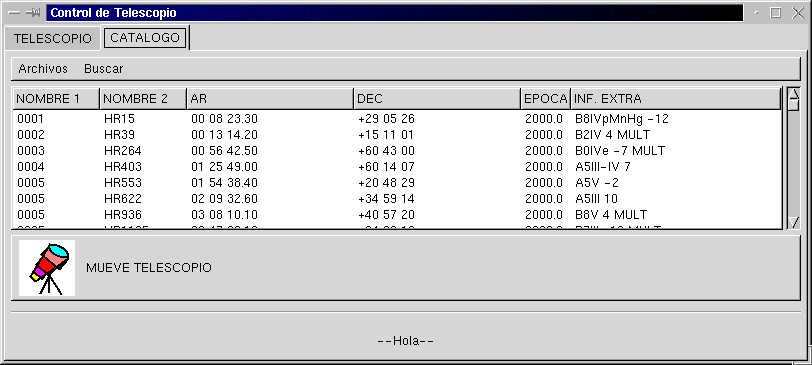 Control de Telescopio
TELESCOPIO CATALOGO
Archivos Buscar
NOMBRE 1 NOMBRE 2 AR DEC EPOCA INF. EXTRA
0001 HR15 00 08 23.30 +29 05 26 2000.0 B8IVpMnHg -12
0002 HR39 00 13 14.20 +15 11 01 2000.0 B2IV 4 MULT
0003 HR264 00 56 42.50 +60 43 00 2000.0 B0IVe -7 MULT
0004 HR403 01 25 49.00 +60 14 07 2000.0 A5III-IV 7
0005 HR553 01 54 38.40 +20 48 29 2000.0 A5V -2
0005 HR622 02 09 32.60 +34 59 14 2000.0 A5III 10
0005 HR936 03 08 10.10 +40 57 20 2000.0 B8V 4 MULT
MUEVE TELESCOPIO
--Hola--